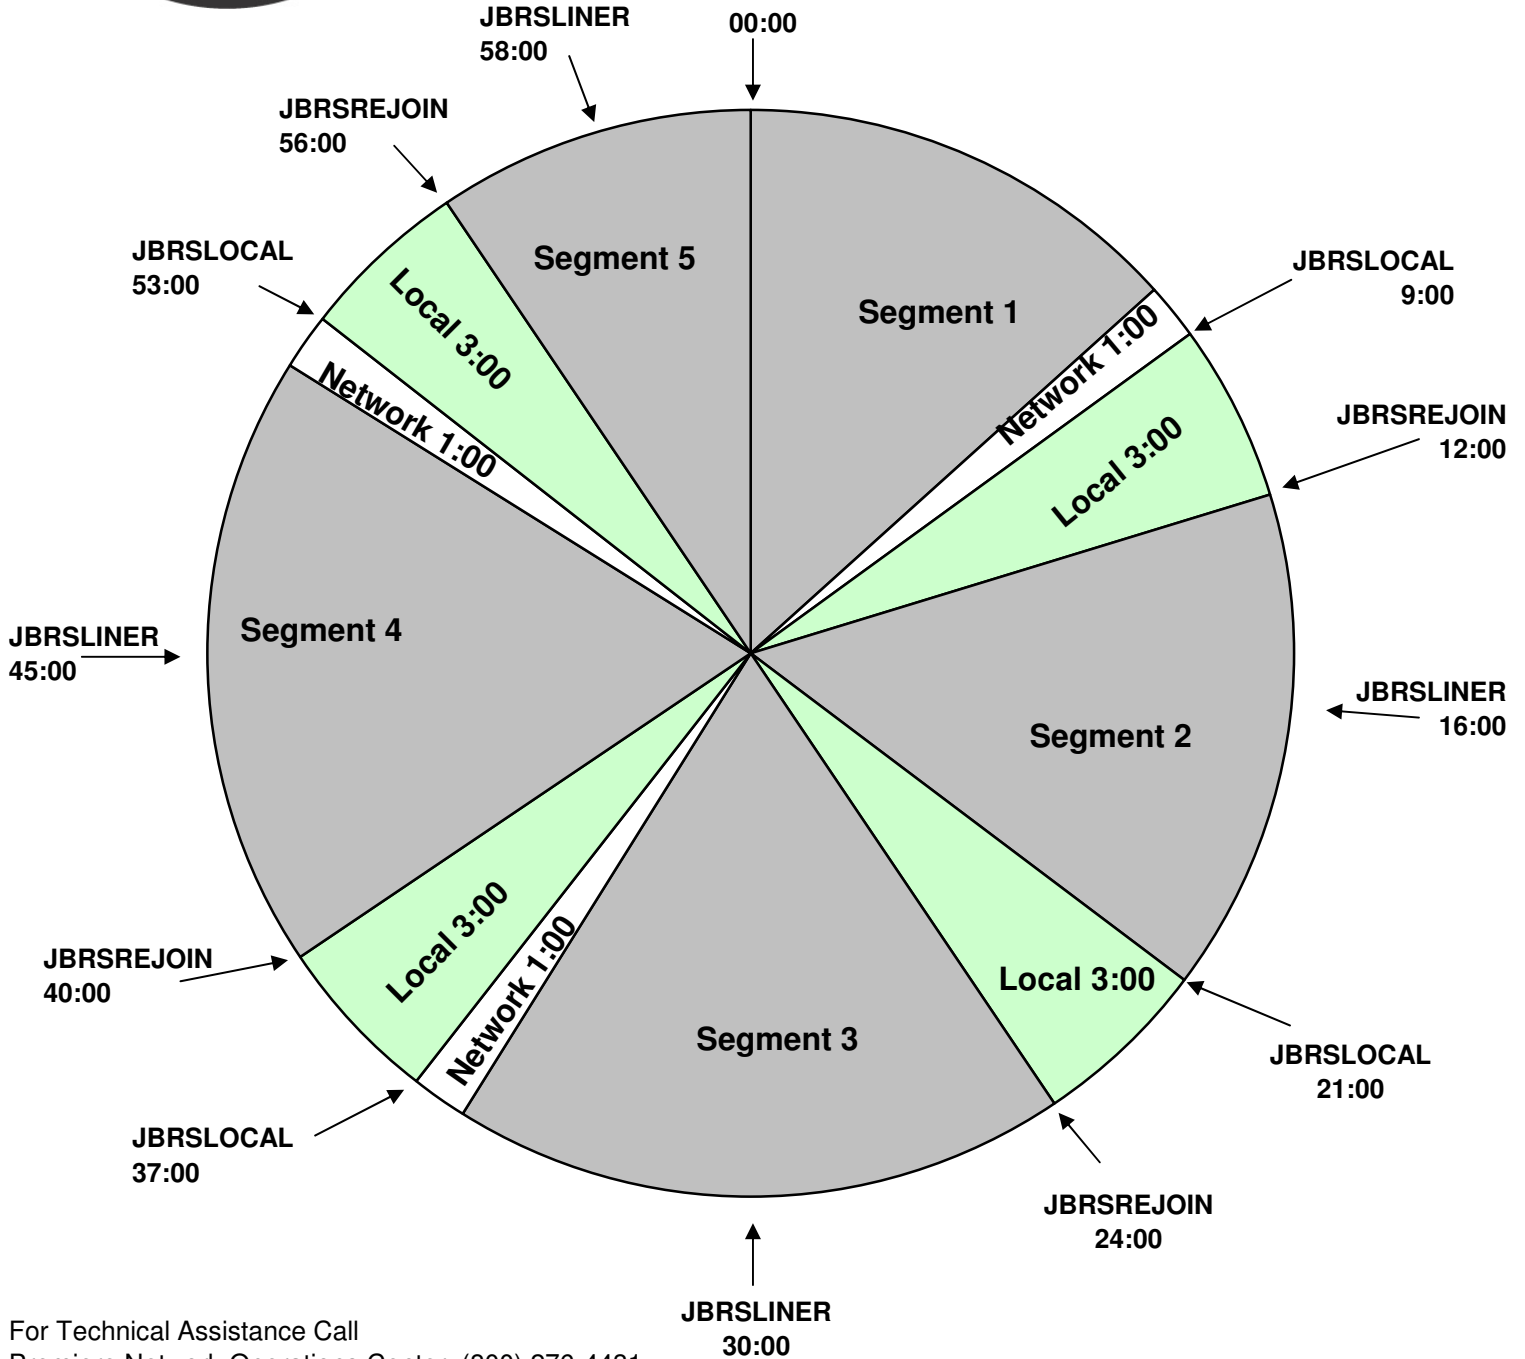 JBRSLINER
58:00
00:00
JBRSREJOIN
56:00
JBRSLOCAL
53:00
Segment 5
Local 3:00
Network 1:00
Segment 1
Network 1:00
JBRSLOCAL
9:00
Local 3:00
JBRSREJOIN
12:00
Segment 4
JBRSLINER
45:00
Segment 2
JBRSLINER
16:00
Local 3:00
Network 1:00
JBRSREJOIN
40:00
Segment 3
Local 3:00
JBRSLOCAL
21:00
JBRSLOCAL
37:00
JBRSREJOIN
24:00
JBRSLINER
30:00
For Technical Assistance Call
Network Operations Center